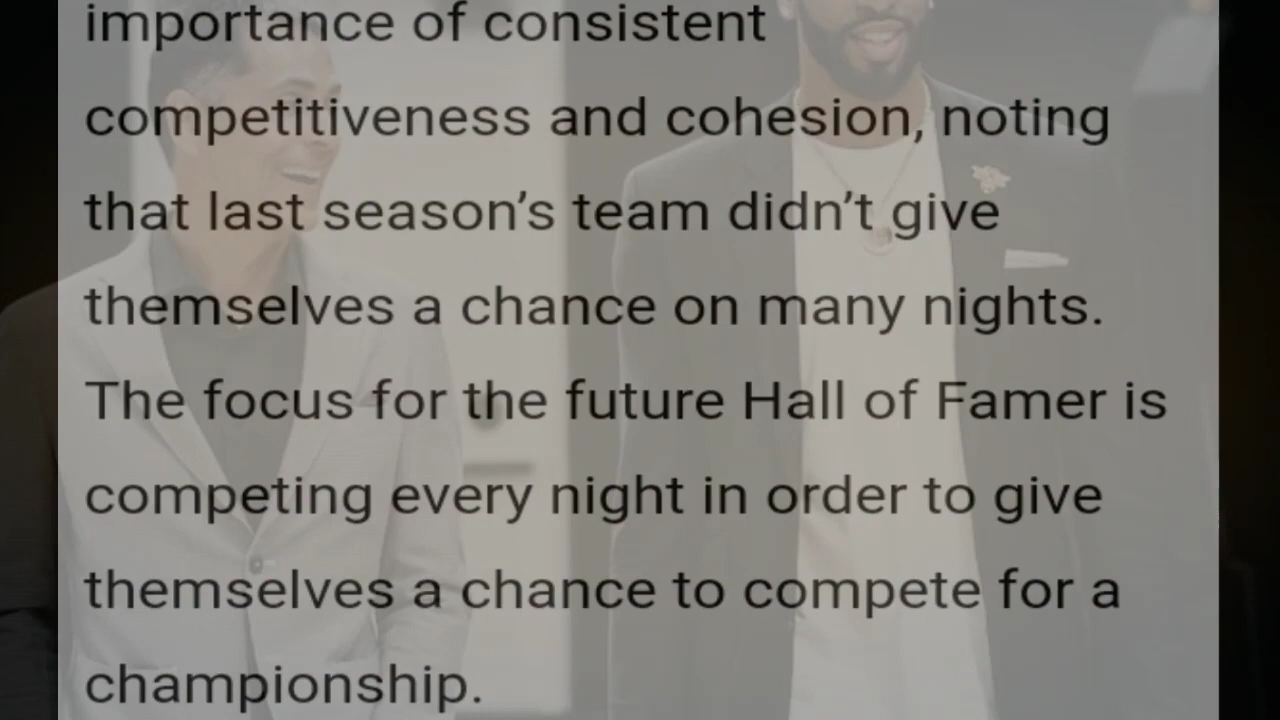 importance of consistent
competitiveness and cohesion, noting
that last season’s team didn’t give
themselves a chance on many nights.
The focus for the future Hall of Famer is
competing every night in order to give
themselves a chance to compete for a
championship.